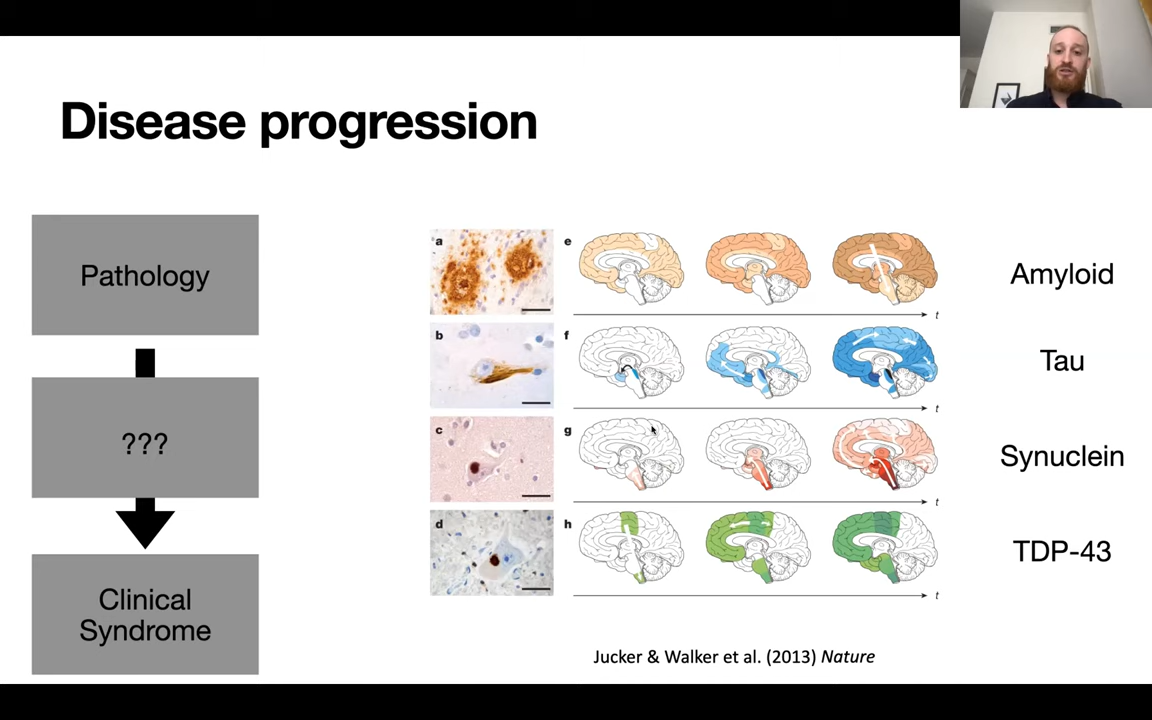 Disease progression
Pathology
???
Clinical
Syndrome
a
e
t
Amyloid
b
f
t
Tau
c
g
t
Synuclein
d
h
t
TDP-43
Jucker & Walker et al. (2013) Nature